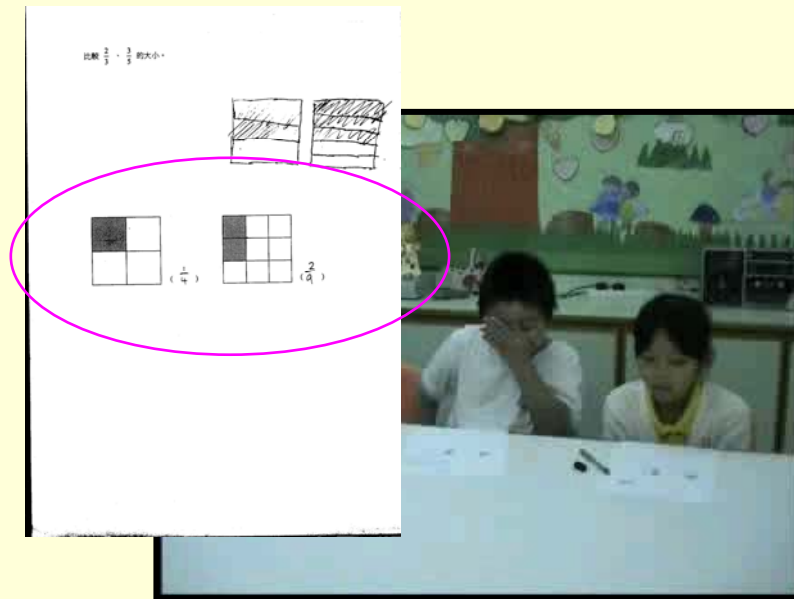 比較 2/3 , 3/5 的大小。
( 1/4 ) ( 2/9 )